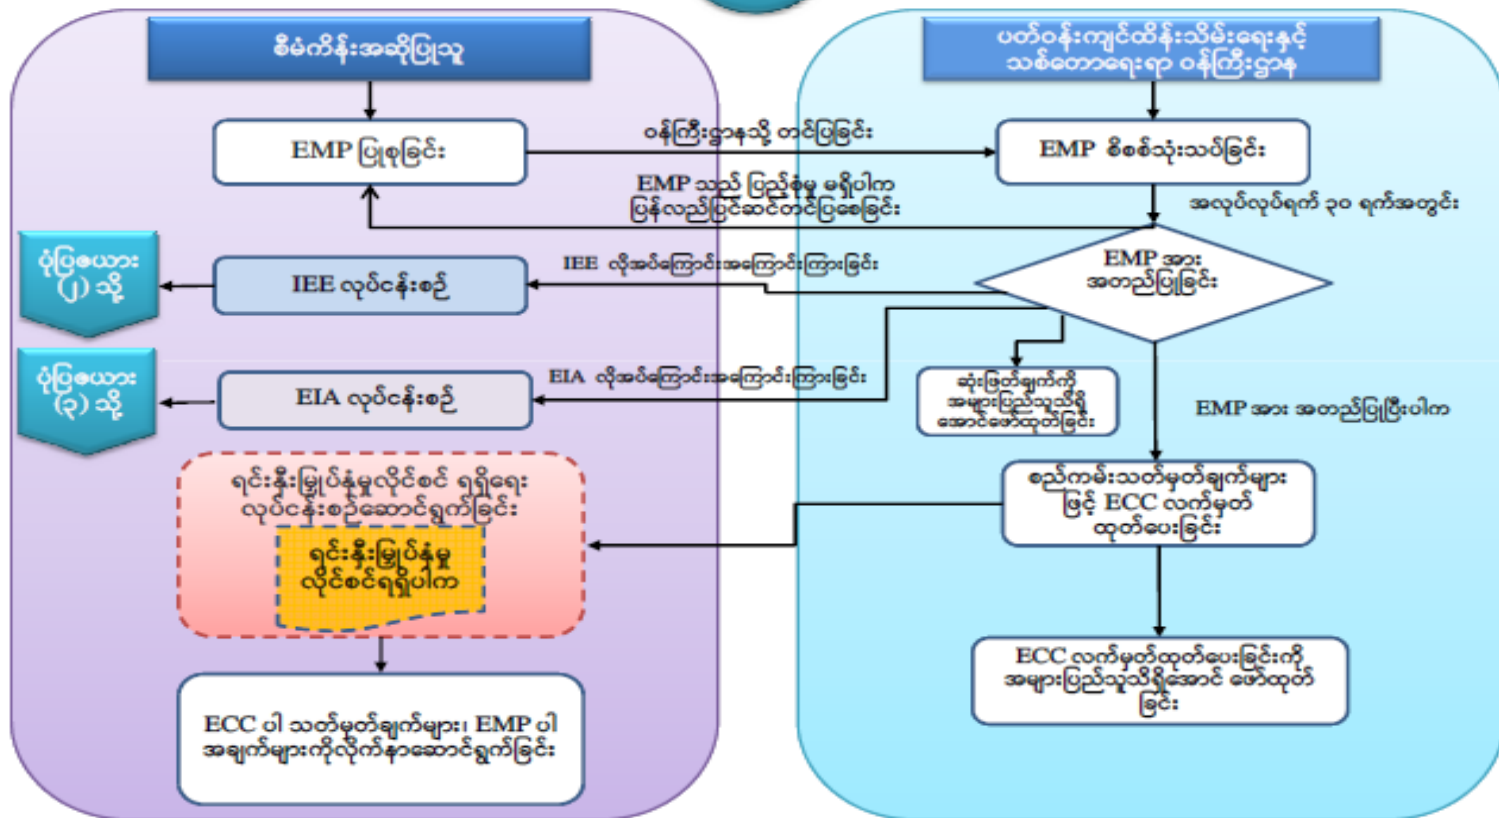 စီမံကိန်းအဆိုပြုသူ
ပတ်ဝန်းကျင်ထိန်းသိမ်းရေးနှင့်
သစ်တောရေးရာ ဝန်ကြီးဌာန
EMP ပြုစုခြင်း
ဝန်ကြီးဌာနသို့ တင်ပြခြင်း
EMP စိစစ်သုံးသပ်ခြင်း
EMP သည် ပြည့်စုံမှု မရှိပါက
ပြန်လည်ပြင်ဆင်တင်ပြစေခြင်း
အလုပ်လုပ်ရက် ၃၀ ရက်အတွင်း
ပုံပြဇယား
(၂) သို့
IEE လုပ်ငန်းစဉ်
IEE လိုအပ်ကြောင်းအကြောင်းကြားခြင်း
EMP အား
အတည်ပြုခြင်း
ပုံပြဇယား
(၃) သို့
EIA လုပ်ငန်းစဉ်
EIA လိုအပ်ကြောင်းအကြောင်းကြားခြင်း
ဆုံးဖြတ်ချက်ကို
အများပြည်သူသိရှိ
အောင်ဖော်ထုတ်ခြင်း
EMP အား အတည်ပြုပြီးပါက
ရင်းနှီးမြှုပ်နှံမှုလိုင်စင် ရရှိရေး
လုပ်ငန်းစဉ်ဆောင်ရွက်ခြင်း
ရင်းနှီးမြှုပ်နှံမှု
လိုင်စင်ရရှိပါက
စည်ကမ်းသတ်မှတ်ချက်များ
ဖြင့် ECC လက်မှတ်
ထုတ်ပေးခြင်း
ECC လက်မှတ်ထုတ်ပေးခြင်းကို
အများပြည်သူသိရှိအောင် ဖော်ထုတ်
ခြင်း
ECC ပါ သတ်မှတ်ချက်များ၊ EMP ပါ
အချက်များကိုလိုက်နာဆောင်ရွက်ခြင်း